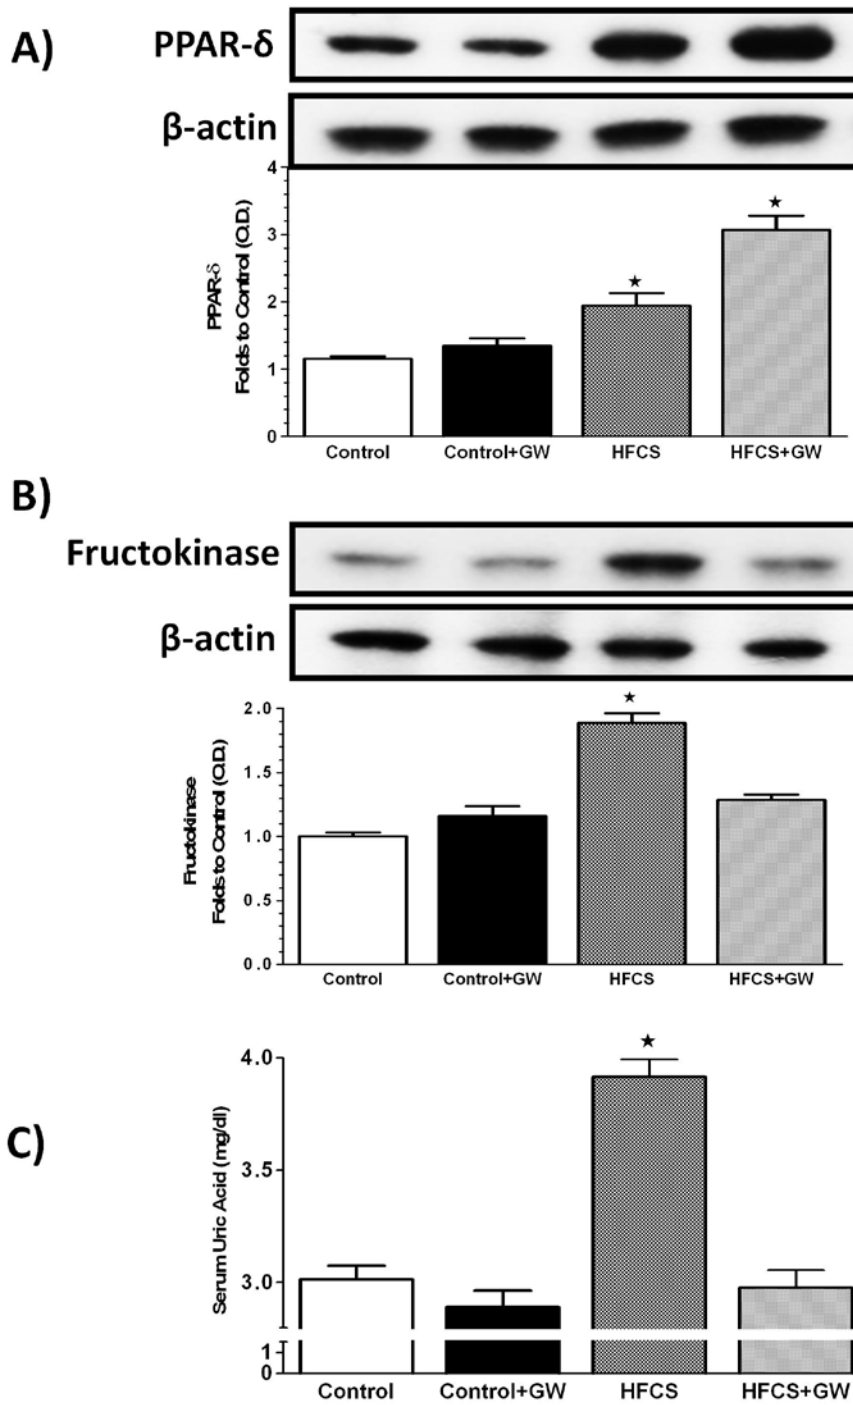 A)
PPAR-δ
β-actin
PPAR-δ
Folds to Control (O.D.)
4
3
2
1
0
★
★
Control Control+GW HFCS HFCS+GW
B)
Fructokinase
β-actin
Fructokinase
Folds to Control (O.D.)
2.0
1.5
1.0
0.5
0.0
★
Control Control+GW HFCS HFCS+GW
C)
Serum Uric Acid (mg/dl)
4.0
3.5
3.0
1
0
★
Control Control+GW HFCS HFCS+GW